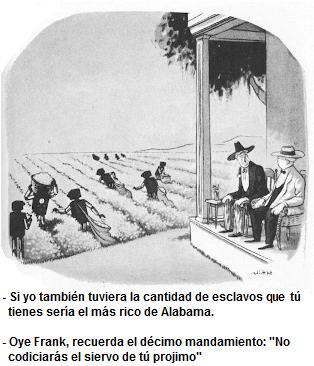 - Si yo también tuviera la cantidad de esclavos que tú
tienes sería el más rico de Alabama.
- Oye Frank, recuerda el décimo mandamiento: "No
codiciarás el siervo de tú projimo"